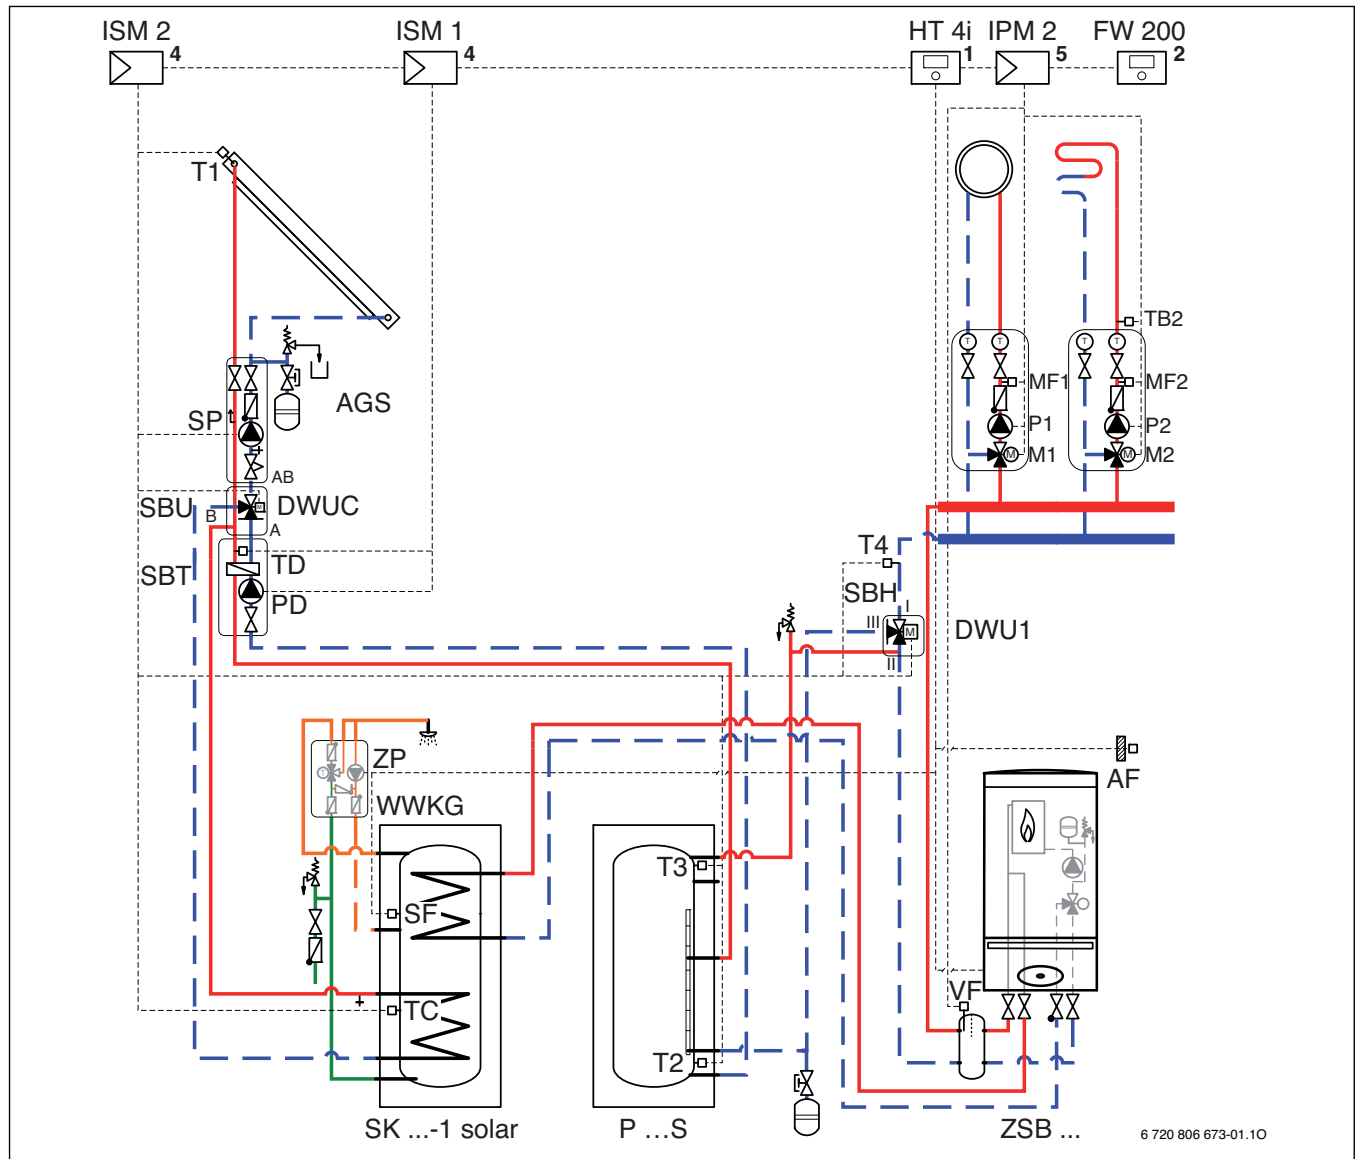 ISM 2
ISM 1
HT 4i
IPM 2
FW 200
4
4
1
5
2
T1
TB2
T
T
T
T
MF1
MF2
AGS
SP
P1
P2
M
M1
M
M2
AB
SBU
B
M
DWUC
A
T4
SBT
TD
SBH
I
PD
III
M
DWU1
II
ZP
T
AF
WWKG
T3
SF
VF
TC
T2
SK ...-1 solar
P ...S
ZSB ...
6 720 806 673-01.1O